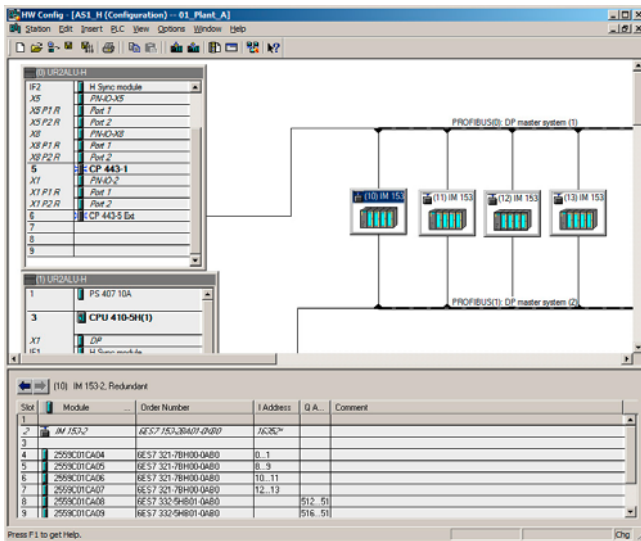 HW Config - [AS1_H (Configuration) -- 01_Plant_A]
Station Edit Insert PLC View Options Window Help
(0) UR2ALU-H
IF2 H Sync module
X5 PN-IO-X5
X5 P1 R Port 1
X5 P2 R Port 2
X8 PN-IO-X8
X8 P1 R Port 1
X8 P2 R Port 2
5 CP 443-1
X1 PN-IO-2
X1 P1 R Port 1
X1 P2 R Port 2
6 CP 443-5 Ext
7
8
9
PROFIBUS(0): DP master system (1)
(10) IM 153
(11) IM 153
(12) IM 153
(13) IM 153
PROFIBUS(1): DP master system (2)
(1) UR2ALU-H
1 PS 407 10A
3 CPU 410-5H(1)
X1 DP
IF1 H Sync module
(10) IM 153-2, Redundant
Slot Module ... Order Number I Address Q A... Comment
1
2 IM 153-2 6ES7 153-2BA01-0XB0 16352*
3
4 2559C01CA04 6ES7 321-7BH00-0AB0 0...1
5 2559C01CA05 6ES7 321-7BH00-0AB0 8...9
6 2559C01CA06 6ES7 321-7BH00-0AB0 10...11
7 2559C01CA07 6ES7 321-7BH00-0AB0 12...13
8 2559C01CA08 6ES7 332-5HB01-0AB0 512...51
9 2559C01CA09 6ES7 332-5HB01-0AB0 516...51
Press F1 to get Help.
Chg